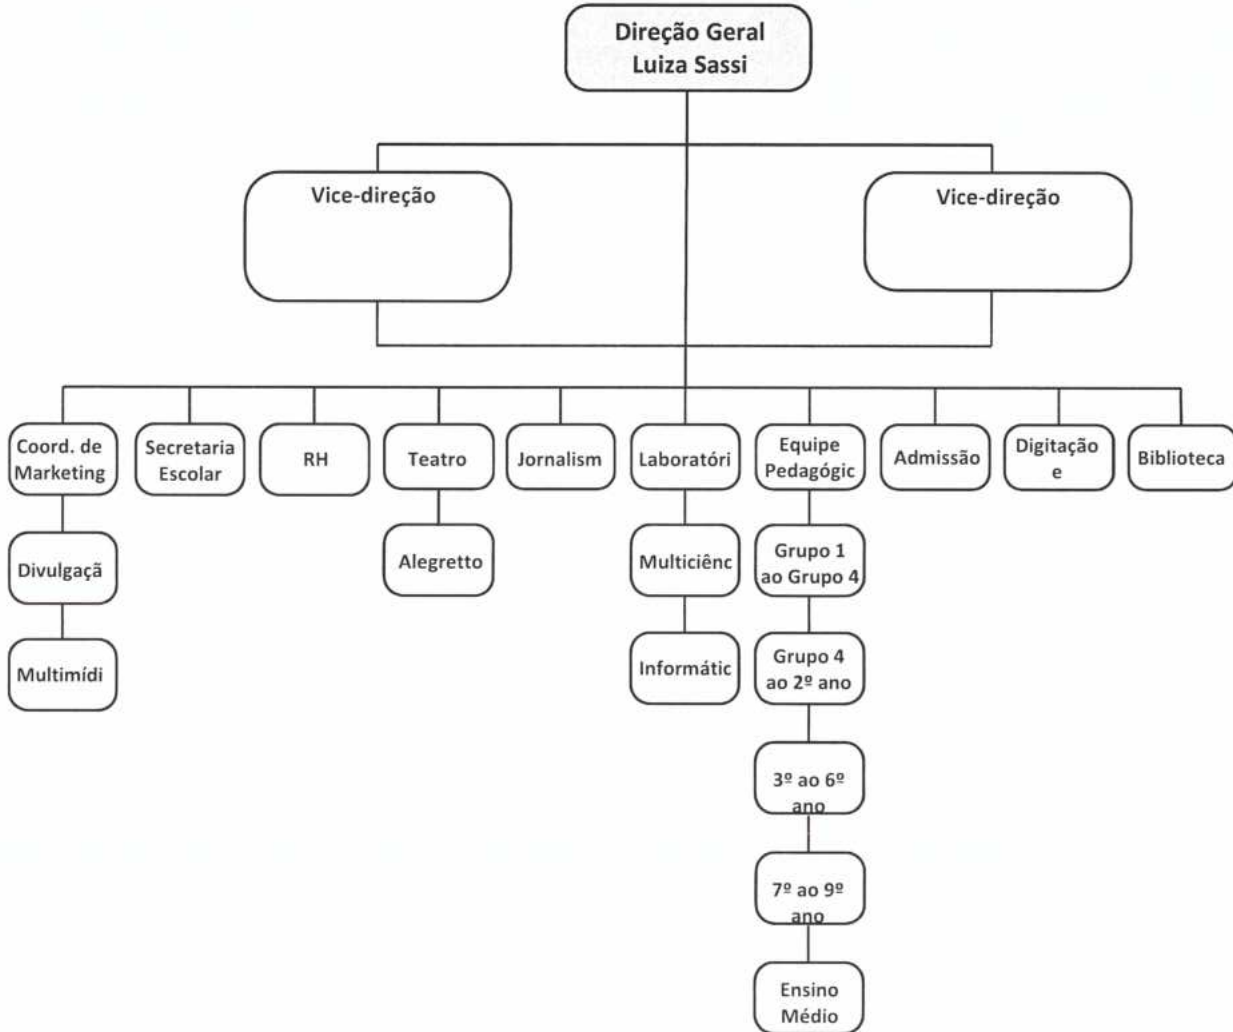 Direção Geral
Luiza Sassi
Vice-direção
Vice-direção
Coord. de
Marketing
Secretaria
Escolar
RH
Teatro
Jornalism
Laboratóri
Equipe
Pedagógic
Admissão
Digitação
e
Biblioteca
Divulgaçã
Alegretto
Multiciênc
Grupo 1
ao Grupo 4
Multimídi
Informátic
Grupo 4
ao 2º ano
3º ao 6º
ano
7º ao 9º
ano
Ensino
Médio